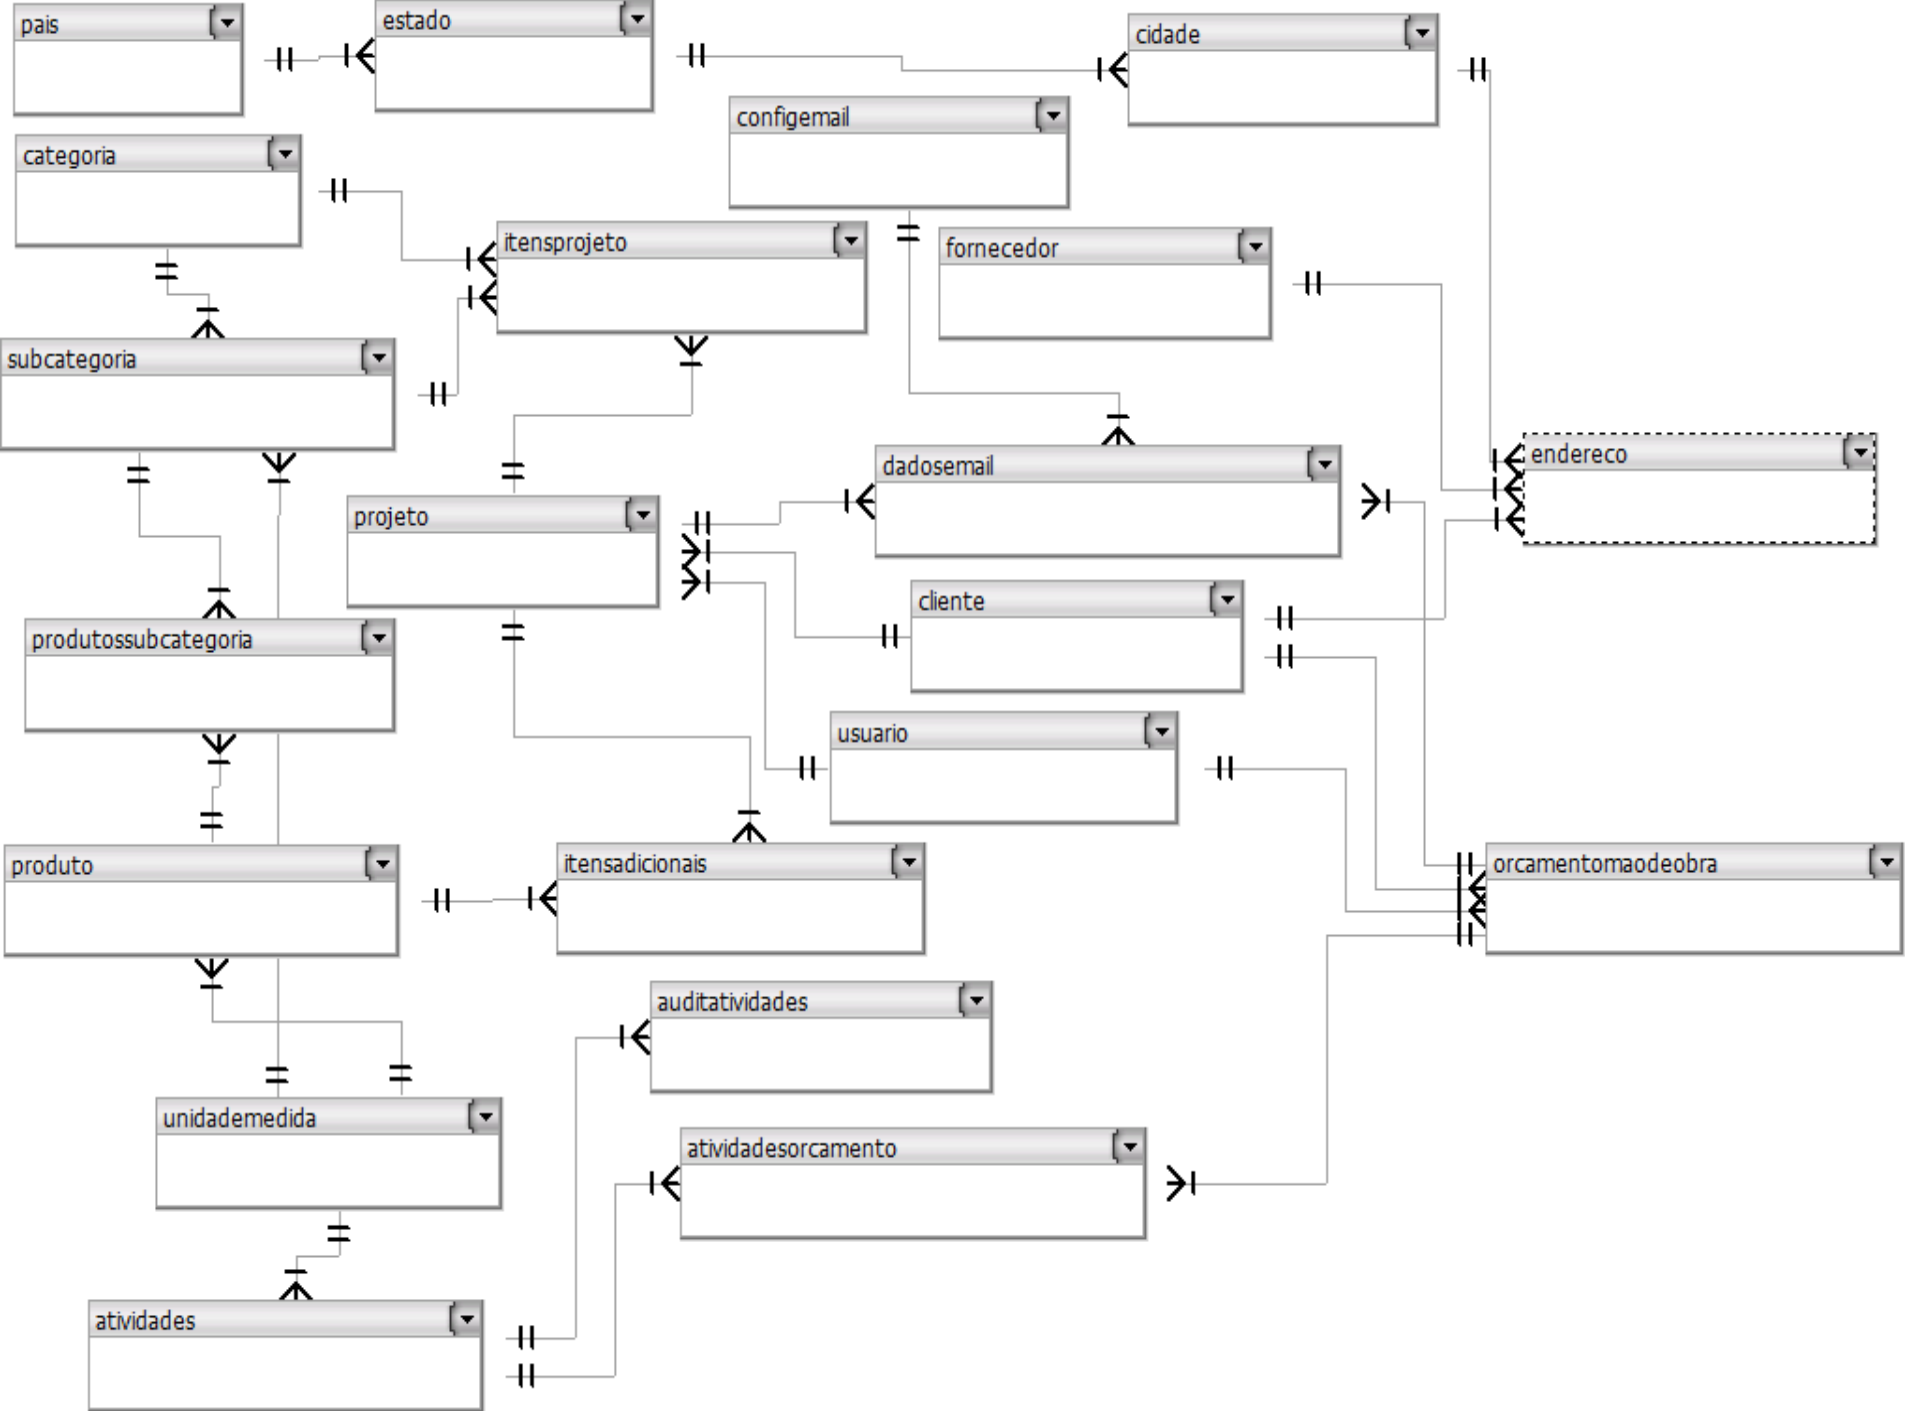 pais
estado
cidade
configemail
categoria
itensprojeto
fornecedor
subcategoria
dadosemail
endereco
projeto
cliente
produtossubcategoria
usuario
produto
itensadicionais
orcamentomaodeobra
auditatividades
unidademedida
atividadesorcamento
atividades